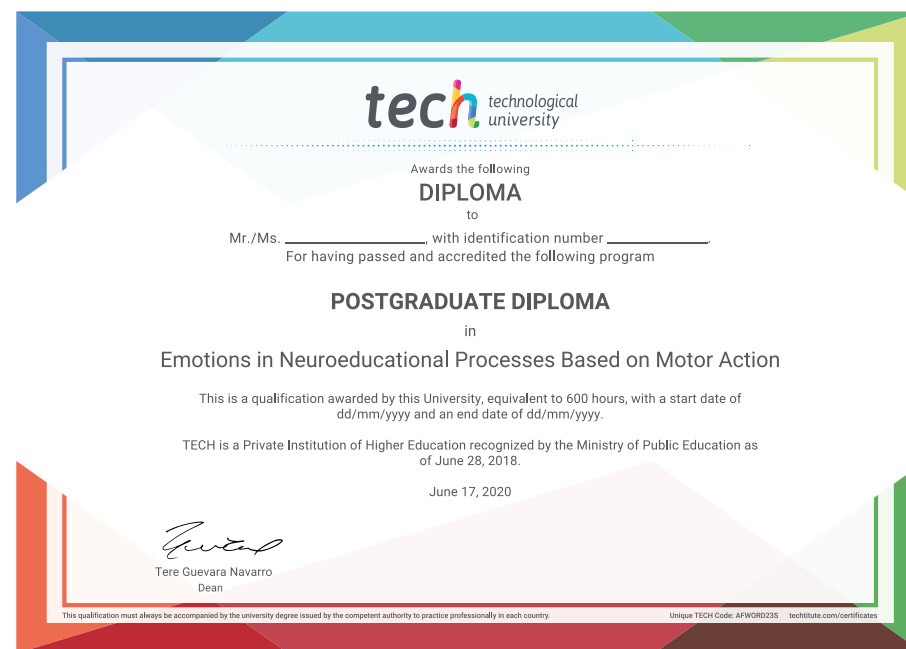 tech technological
university
Awards the following
DIPLOMA
to
Mr./Ms. ____________________, with identification number ______________.
For having passed and accredited the following program
POSTGRADUATE DIPLOMA
in
Emotions in Neuroeducational Processes Based on Motor Action
This is a qualification awarded by this University, equivalent to 600 hours, with a start date of
dd/mm/yyyy and an end date of dd/mm/yyyy.
TECH is a Private Institution of Higher Education recognized by the Ministry of Public Education as
of June 28, 2018.
June 17, 2020
Tere Guevara Navarro
Dean
This qualification must always be accompanied by the university degree issued by the competent authority to practice professionally in each country.
Unique TECH Code: AFWORD23S techtitute.com/certificates